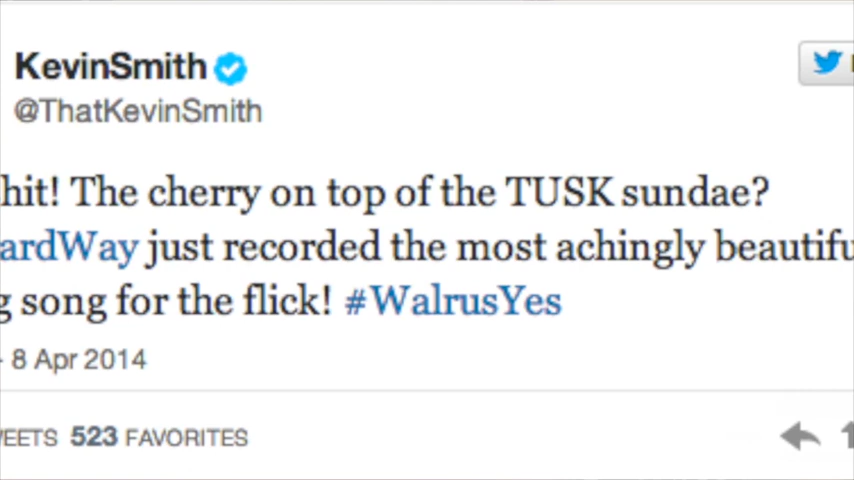 KevinSmith
@ThatKevinSmith
hit! The cherry on top of the TUSK sundae?
ardWay just recorded the most achingly beautifu
g song for the flick! #WalrusYes
- 8 Apr 2014
EETS 523 FAVORITES